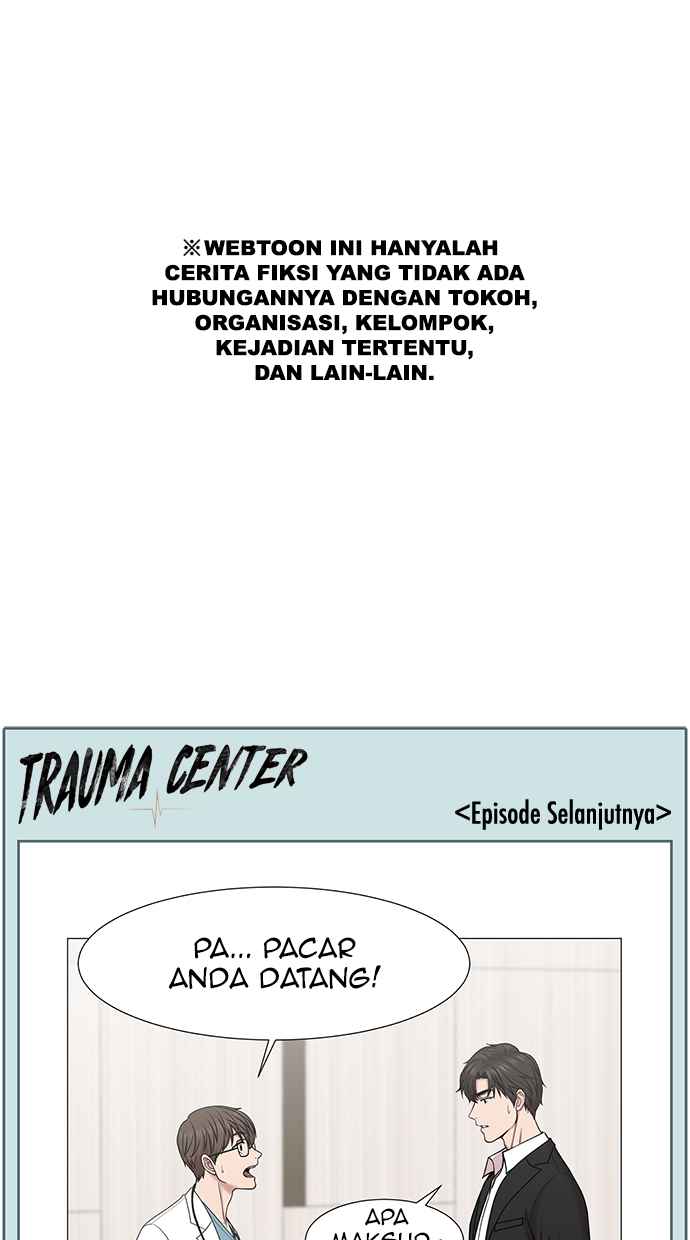 ※WEBTOON INI HANYALAH
CERITA FIKSI YANG TIDAK ADA
HUBUNGANNYA DENGAN TOKOH,
ORGANISASI, KELOMPOK,
KEJADIAN TERTENTU,
DAN LAIN-LAIN.
TRAUMA CENTER
<Episode Selanjutnya>
PA... PACAR
ANDA DATANG!
APA